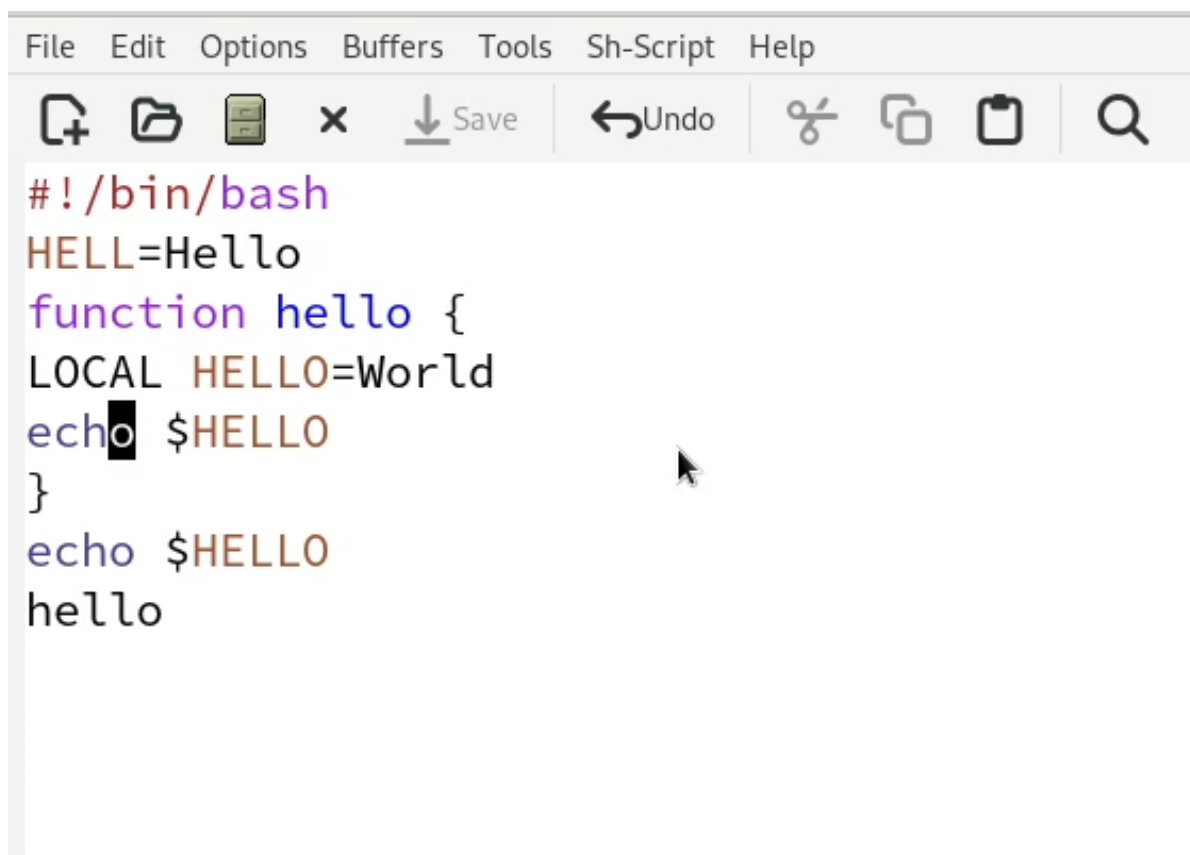 File Edit Options Buffers Tools Sh-Script Help
Save Undo
#!/bin/bash
HELL=Hello
function hello {
LOCAL HELLO=World
echo $HELLO
}
echo $HELLO
hello